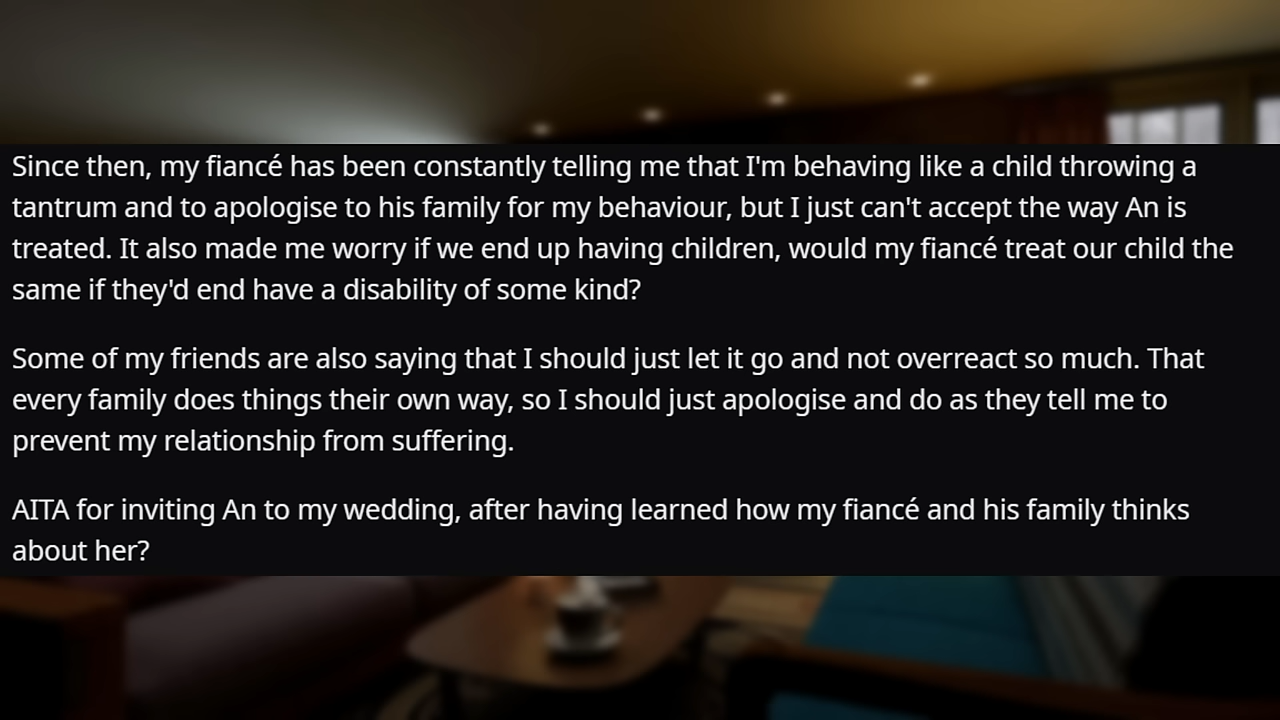 Since then, my fiancé has been constantly telling me that I'm behaving like a child throwing a
tantrum and to apologise to his family for my behaviour, but I just can't accept the way An is
treated. It also made me worry if we end up having children, would my fiancé treat our child the
same if they'd end have a disability of some kind?
Some of my friends are also saying that I should just let it go and not overreact so much. That
every family does things their own way, so I should just apologise and do as they tell me to
prevent my relationship from suffering.
AITA for inviting An to my wedding, after having learned how my fiancé and his family thinks
about her?